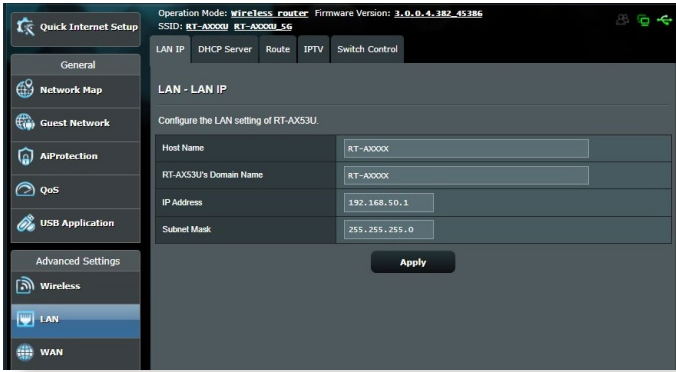 Quick Internet Setup
General
Network Map
Guest Network
AiProtection
QoS
USB Application
Advanced Settings
Wireless
LAN
WAN
Operation Mode: Wireless router Firmware Version: 3.0.0.4.382_45386
SSID: RT-AXXXU RT-AXXXU_5G
LAN IP DHCP Server Route IPTV Switch Control
LAN - LAN IP
Configure the LAN setting of RT-AX53U.
Host Name RT-AXXXX
RT-AX53U's Domain Name RT-AXXXX
IP Address 192.168.50.1
Subnet Mask 255.255.255.0
Apply